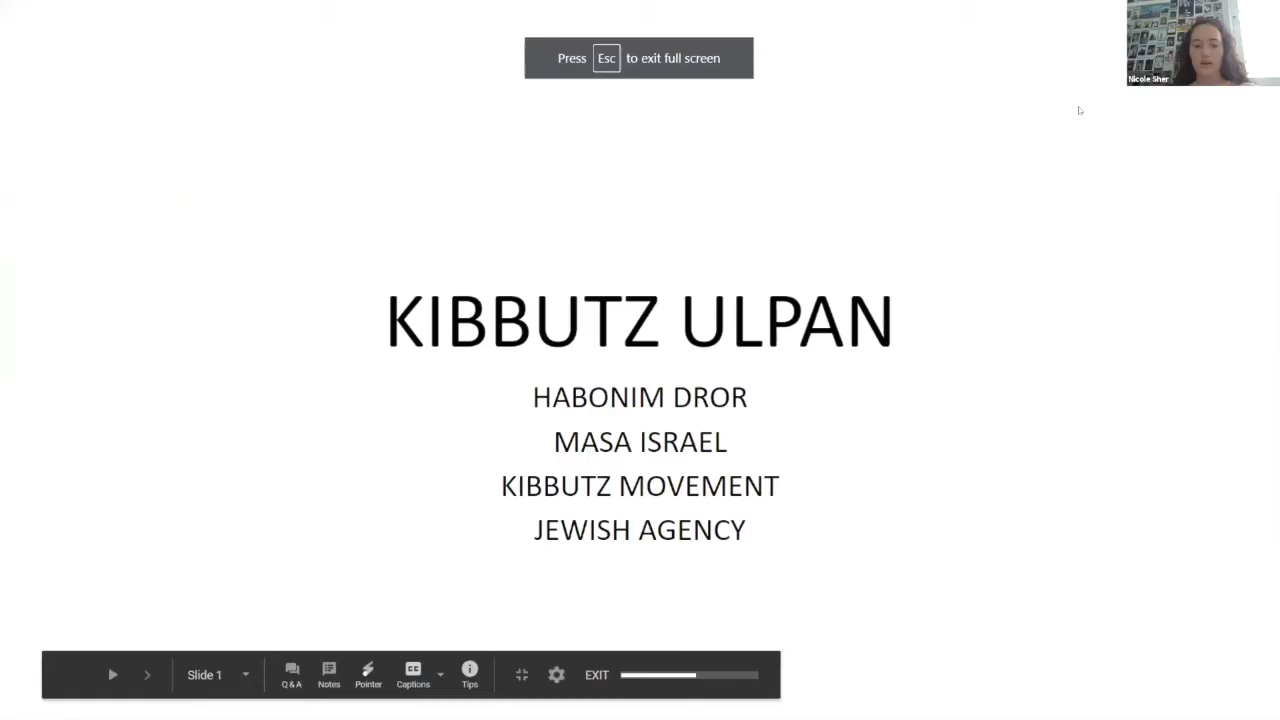 Press Esc to exit full screen
Nicole Sher
KIBBUTZ ULPAN
HABONIM DROR
MASA ISRAEL
KIBBUTZ MOVEMENT
JEWISH AGENCY
Slide 1
Q & A
Notes
Pointer
CC
Captions
Tips
EXIT